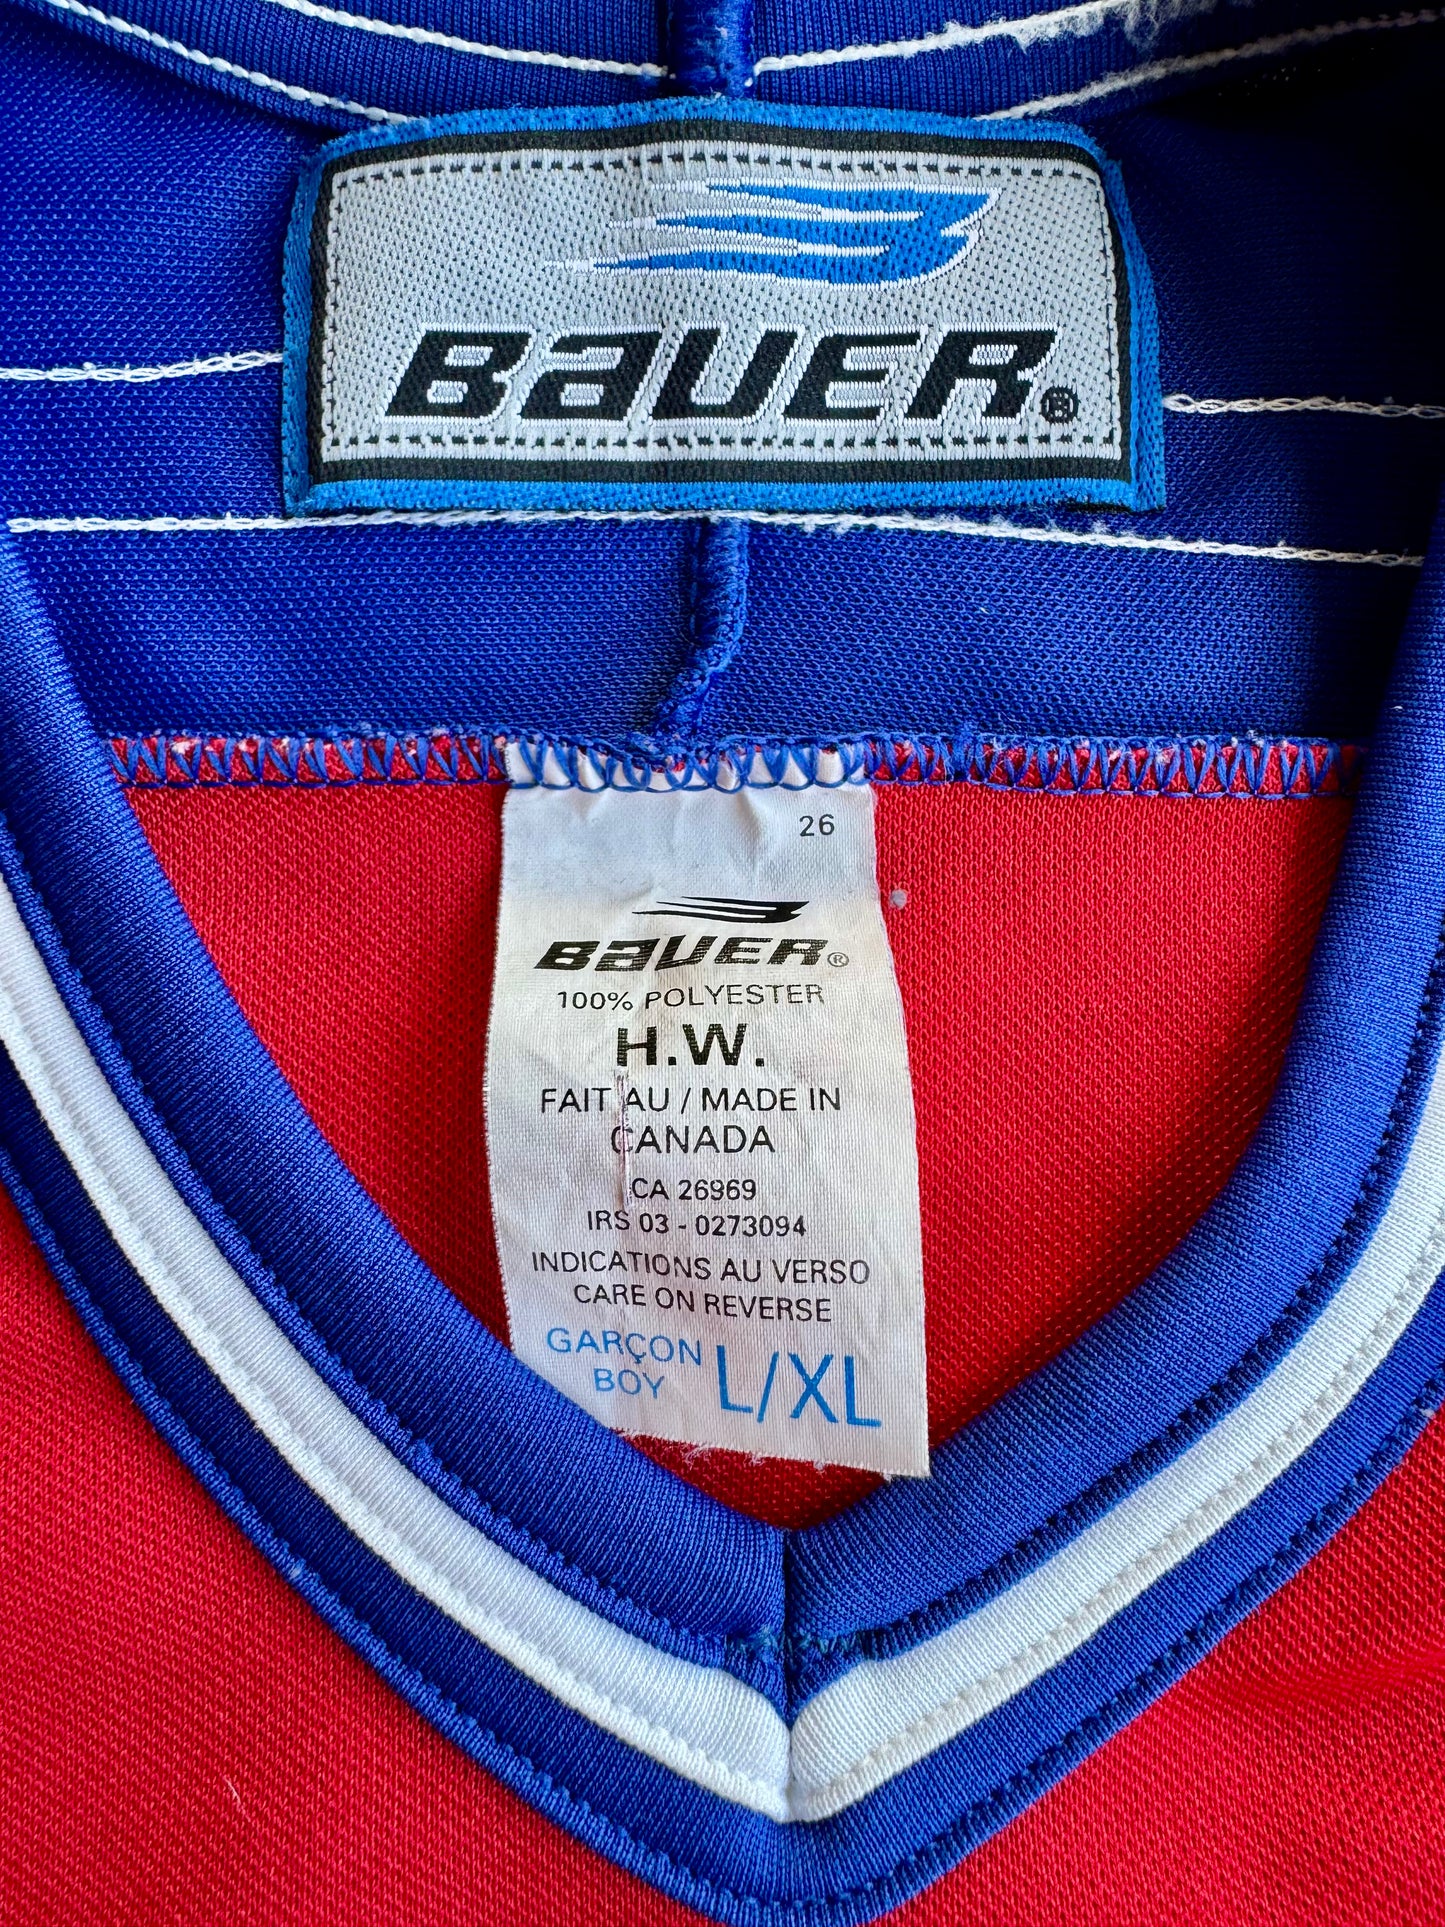 BAUER®
26
BAUER®
100% POLYESTER
H.W.
FAIT AU / MADE IN
CANADA
CA 26969
IRS 03 - 0273094
INDICATIONS AU VERSO
CARE ON REVERSE
GARÇON
BOY L/XL